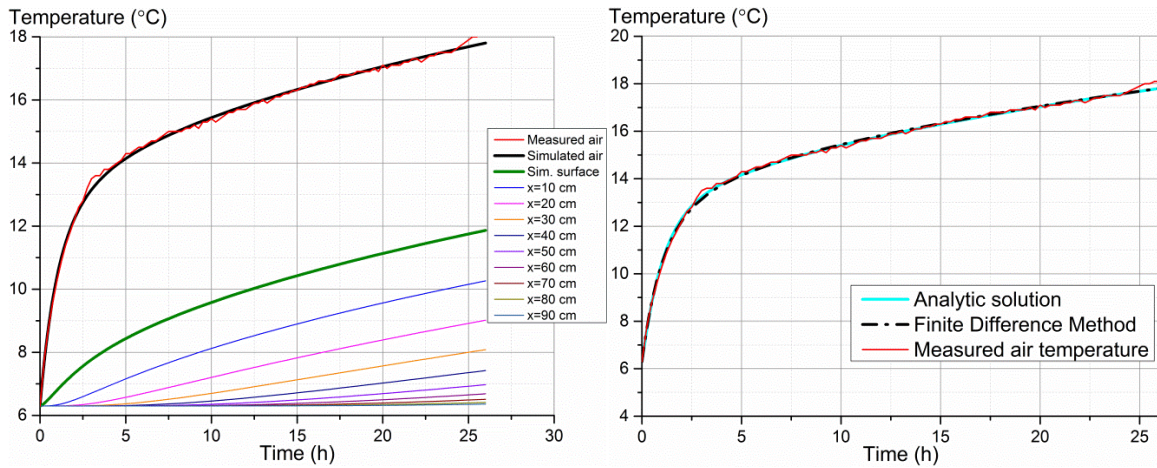 Temperature (°C)
18
16
14
12
10
8
6
0
5
10
15
20
25
30
Time (h)
Measured air
Simulated air
Sim. surface
x=10 cm
x=20 cm
x=30 cm
x=40 cm
x=50 cm
x=60 cm
x=70 cm
x=80 cm
x=90 cm
Temperature (°C)
20
18
16
14
12
10
8
6
4
0
5
10
15
20
25
Time (h)
Analytic solution
Finite Difference Method
Measured air temperature